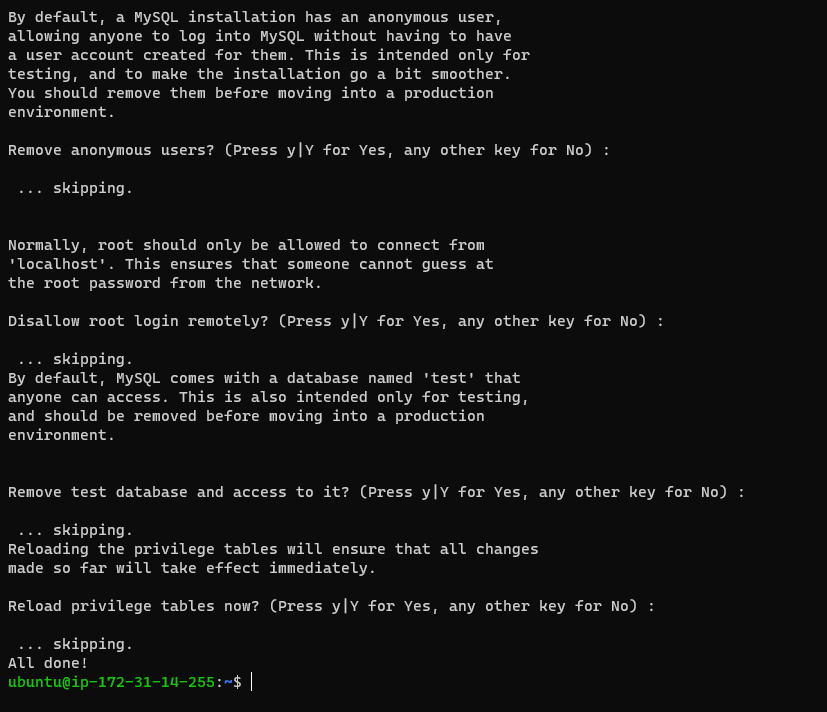 By default, a MySQL installation has an anonymous user,
allowing anyone to log into MySQL without having to have
a user account created for them. This is intended only for
testing, and to make the installation go a bit smoother.
You should remove them before moving into a production
environment.
Remove anonymous users? (Press y|Y for Yes, any other key for No) :
... skipping.
Normally, root should only be allowed to connect from
'localhost'. This ensures that someone cannot guess at
the root password from the network.
Disallow root login remotely? (Press y|Y for Yes, any other key for No) :
... skipping.
By default, MySQL comes with a database named 'test' that
anyone can access. This is also intended only for testing,
and should be removed before moving into a production
environment.
Remove test database and access to it? (Press y|Y for Yes, any other key for No) :
... skipping.
Reloading the privilege tables will ensure that all changes
made so far will take effect immediately.
Reload privilege tables now? (Press y|Y for Yes, any other key for No) :
... skipping.
All done!
ubuntu@ip-172-31-14-255:~$